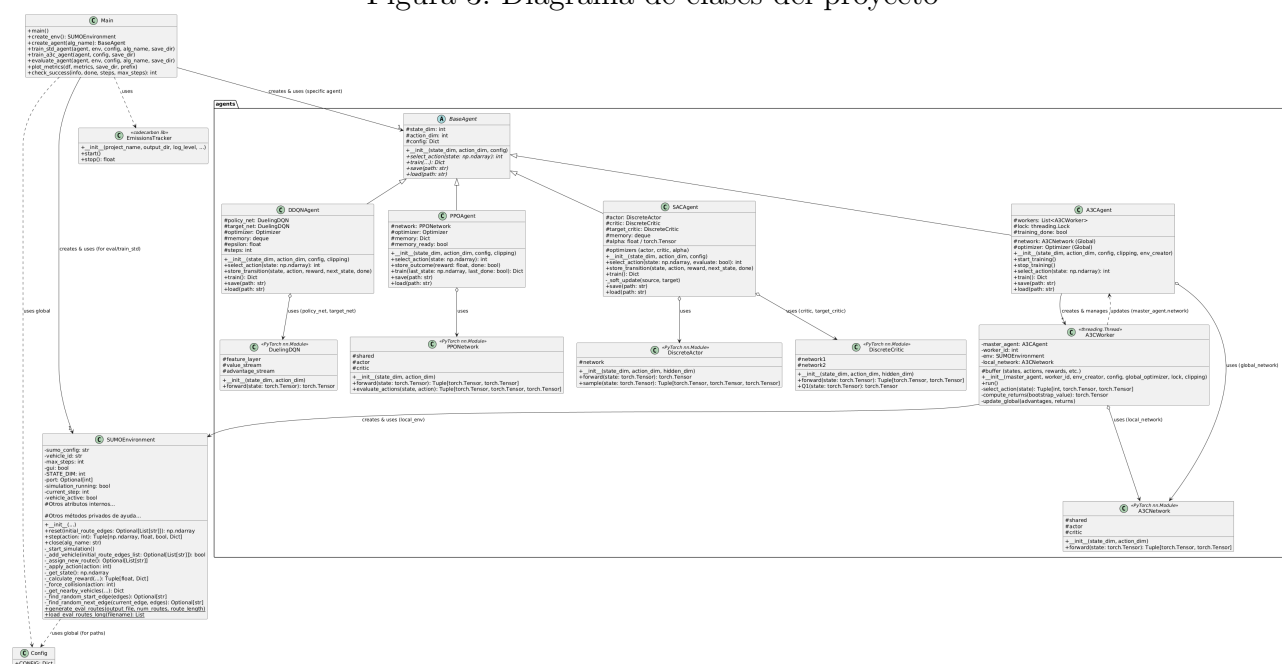 Figura 3: Diagrama de clases del proyecto
C Main
+main()
+create_env(): SUMOEnvironment
+create_agent(alg_name): BaseAgent
+train_std_agent(agent, env, config, alg_name, save_dir)
+train_a3c_agent(agent, config, save_dir)
+evaluate_agent(agent, env, config, alg_name, save_dir)
+plot_metrics(df, metrics, save_dir, prefix)
+check_success(info, done, steps, max_steps): int
uses
creates & uses (specific agent)
1
agents
«codecarbon lib»
C EmissionsTracker
+__init__(project_name, output_dir, log_level, ...)
+start()
+stop(): float
A BaseAgent
#state_dim: int
#action_dim: int
#config: Dict
+__init__(state_dim, action_dim, config)
+select_action(state: np.ndarray): int
+train(...): Dict
+save(path: str)
+load(path: str)
C DDQNAgent
#policy_net: DuelingDQN
#target_net: DuelingDQN
#optimizer: Optimizer
#memory: deque
#epsilon: float
#steps: int
+__init__(state_dim, action_dim, config, clipping)
+select_action(state: np.ndarray): int
+store_transition(state, action, reward, next_state, done)
+train(): Dict
+save(path: str)
+load(path: str)
C PPOAgent
#network: PPONetwork
#optimizer: Optimizer
#memory: Dict
#memory_ready: bool
+__init__(state_dim, action_dim, config, clipping)
+select_action(state: np.ndarray): int
+store_outcome(reward: float, done: bool)
+train(last_state: np.ndarray, last_done: bool): Dict
+save(path: str)
+load(path: str)
C SACAgent
#actor: DiscreteActor
#critic: DiscreteCritic
#target_critic: DiscreteCritic
#memory: deque
#alpha: float / torch.Tensor
#optimizers (actor, critic, alpha)
+__init__(state_dim, action_dim, config)
+select_action(state: np.ndarray, evaluate: bool): int
+store_transition(state, action, reward, next_state, done)
+train(): Dict
-_soft_update(source, target)
+save(path: str)
+load(path: str)
C A3CAgent
#workers: List<A3CWorker>
#lock: threading.Lock
#training_done: bool
#network: A3CNetwork (Global)
#optimizer: Optimizer (Global)
+__init__(state_dim, action_dim, config, clipping, env_creator)
+start_training()
+stop_training()
+select_action(state: np.ndarray): int
+train(): Dict
+save(path: str)
+load(path: str)
creates & uses (for eval/train_std)
uses global
uses (policy_net, target_net)
uses
uses
uses (critic, target_critic)
creates & manages
updates (master_agent.network)
uses (global_network)
«PyTorch nn.Module»
C DuelingDQN
#feature_layer
#value_stream
#advantage_stream
+__init__(state_dim, action_dim)
+forward(state: torch.Tensor): torch.Tensor
«PyTorch nn.Module»
C PPONetwork
#shared
#actor
#critic
+__init__(state_dim, action_dim)
+forward(state: torch.Tensor): Tuple[torch.Tensor, torch.Tensor]
+evaluate_actions(state, action): Tuple[torch.Tensor, torch.Tensor, torch.Tensor]
«PyTorch nn.Module»
C DiscreteActor
#network
+__init__(state_dim, action_dim, hidden_dim)
+forward(state: torch.Tensor): torch.Tensor
+sample(state: torch.Tensor): Tuple[torch.Tensor, torch.Tensor, torch.Tensor]
«PyTorch nn.Module»
C DiscreteCritic
#network1
#network2
+__init__(state_dim, action_dim, hidden_dim)
+forward(state: torch.Tensor): Tuple[torch.Tensor, torch.Tensor]
+Q1(state: torch.Tensor): torch.Tensor
«threading.Thread»
C A3CWorker
-master_agent: A3CAgent
-worker_id: int
-env: SUMOEnvironment
-local_network: A3CNetwork
#buffer (states, actions, rewards, etc.)
+__init__(master_agent, worker_id, env_creator, config, global_optimizer, lock, clipping)
+run()
-select_action(state): Tuple[int, torch.Tensor, torch.Tensor]
-compute_returns(bootstrap_value): torch.Tensor
-update_global(advantages, returns)
creates & uses (local_env)
uses (local_network)
C SUMOEnvironment
-sumo_config: str
-vehicle_id: str
-max_steps: int
-gui: bool
-STATE_DIM: int
-port: Optional[int]
-simulation_running: bool
-current_step: int
-vehicle_active: bool
#Otros atributos internos...
#Otros métodos privados de ayuda...
+__init__(...)
+reset(initial_route_edges: Optional[List[str]]): np.ndarray
+step(action: int): Tuple[np.ndarray, float, bool, Dict]
+close(alg_name: str)
-_start_simulation()
-_add_vehicle(initial_route_edges_list: Optional[List[str]]): bool
-_assign_new_route(): Optional[List[str]]
-_apply_action(action: int)
-_get_state(): np.ndarray
-_calculate_reward(...): Tuple[float, Dict]
-_force_collision(action: int)
-_get_nearby_vehicles(...): Dict
-_find_random_start_edge(edges): Optional[str]
-_find_random_next_edge(current_edge, edges): Optional[str]
+generate_eval_routes(output_file, num_routes, route_length)
+load_eval_routes_long(filename): List
«PyTorch nn.Module»
C A3CNetwork
#shared
#actor
#critic
+__init__(state_dim, action_dim)
+forward(state: torch.Tensor): Tuple[torch.Tensor, torch.Tensor]
uses global (for paths)
C Config
+CONFIG: Dict